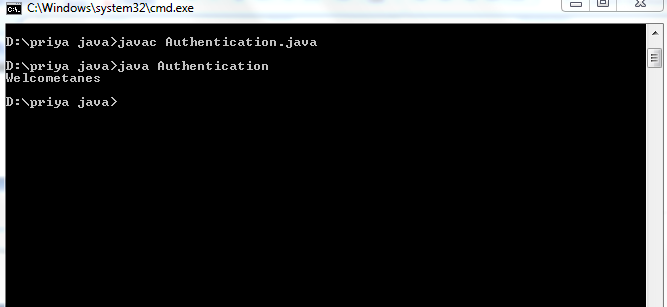 C:\Windows\system32\cmd.exe
D:\priya java>javac Authentication.java
D:\priya java>java Authentication
Welcometanes
D:\priya java>